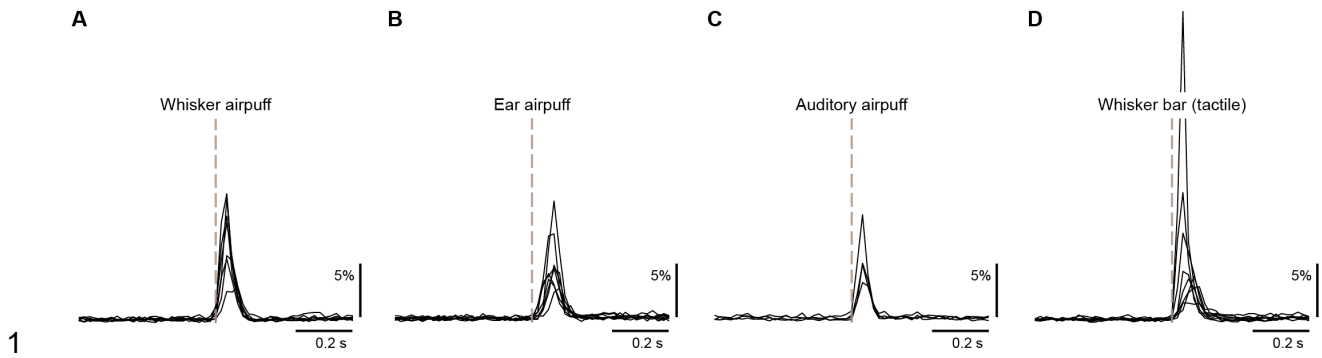 A
B
C
D
Whisker airpuff
Ear airpuff
Auditory airpuff
Whisker bar (tactile)
5%
5%
5%
5%
0.2 s
0.2 s
0.2 s
0.2 s
1